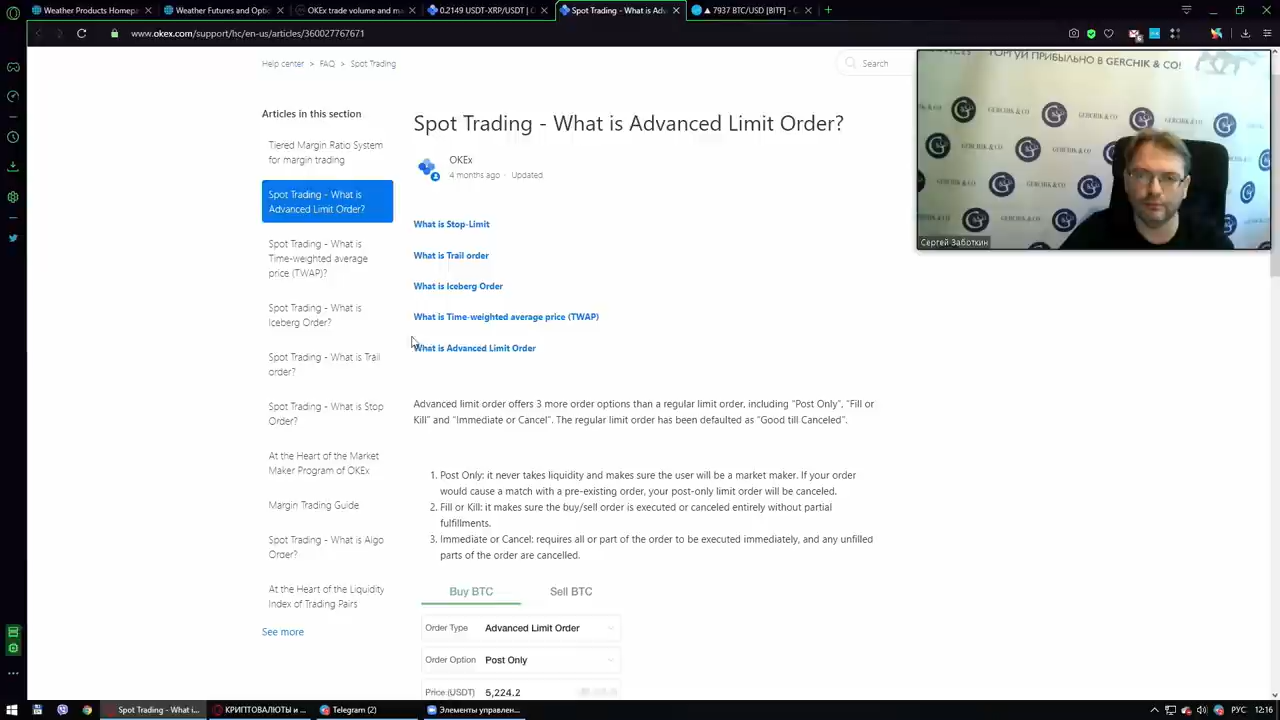 World Products Homep
Futures and Option
OKEx trade volume and m
0.2149 USDT-XRP/USDT | O
Spot Trading - What is Adv
▲ 7937 BTC/USD [BITF] - G
www.okex.com/support/hc/en-us/articles/360027767671
Help center > FAQ > Spot Trading
Search
ТОРГУЙ ПРИБЫЛЬНО В GERCHIK & CO!
GERCHIK & CO
Сергей Заботкин
Articles in this section
Tiered Margin Ratio System
for margin trading
Spot Trading - What is
Advanced Limit Order?
Spot Trading - What is
Time-weighted average
price (TWAP)?
Spot Trading - What is
Iceberg Order?
Spot Trading - What is Trail
order?
Spot Trading - What is Stop
Order?
At the Heart of the Market
Maker Program of OKEx
Margin Trading Guide
Spot Trading - What is Algo
Order?
At the Heart of the Liquidity
Index of Trading Pairs
See more
Spot Trading - What is Advanced Limit Order?
OKEx
4 months ago · Updated
What is Stop-Limit
What is Trail order
What is Iceberg Order
What is Time-weighted average price (TWAP)
What is Advanced Limit Order
Advanced limit order offers 3 more order options than a regular limit order, including "Post Only", "Fill or
Kill" and "Immediate or Cancel". The regular limit order has been defaulted as "Good till Canceled".
1. Post Only: it never takes liquidity and makes sure the user will be a market maker. If your order
would cause a match with a pre-existing order, your post-only limit order will be canceled.
2. Fill or Kill: it makes sure the buy/sell order is executed or canceled entirely without partial
fulfillments.
3. Immediate or Cancel: requires all or part of the order to be executed immediately, and any unfilled
parts of the order are cancelled.
Buy BTC Sell BTC
Order Type Advanced Limit Order
Order Option Post Only
Price (USDT) 5,224.2
Spot Trading - What i...
КРИПТОВАЛЮТЫ и ...
Telegram (2)
Элементы управлен...
РУС 12:16